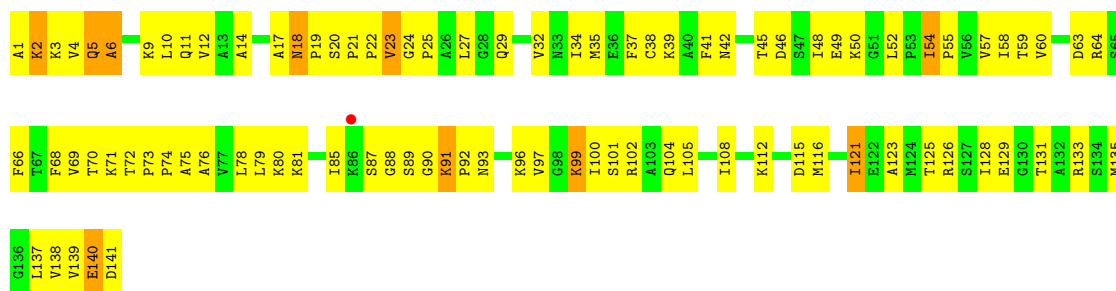 A1 K2 K3 V4 Q5 A6 K9 L10 Q11 V12 A13 A14 A17 N18 P19 S20 P21 P22 V23 G24 P25 A26 L27 G28 Q29 V32 N33 I34 M35 E36 F37 C38 K39 A40 F41 N42 T45 D46 S47 I48 E49 K50 G51 L52 P53 I54 P55 V56 V57 I58 T59 V60 D63 R64 S65
F66 T67 F68 V69 T70 K71 T72 P73 P74 A75 A76 V77 L78 L79 K80 K81 I85 K86 S87 G88 S89 G90 K91 P92 N93 K96 V97 G98 K99 I100 S101 R102 A103 Q104 L105 I108 K112 D115 M116 I121 E122 A123 M124 T125 R126 S127 I128 E129 G130 T131 A132 R133 S134 M135
G136 L137 V138 V139 E140 D141